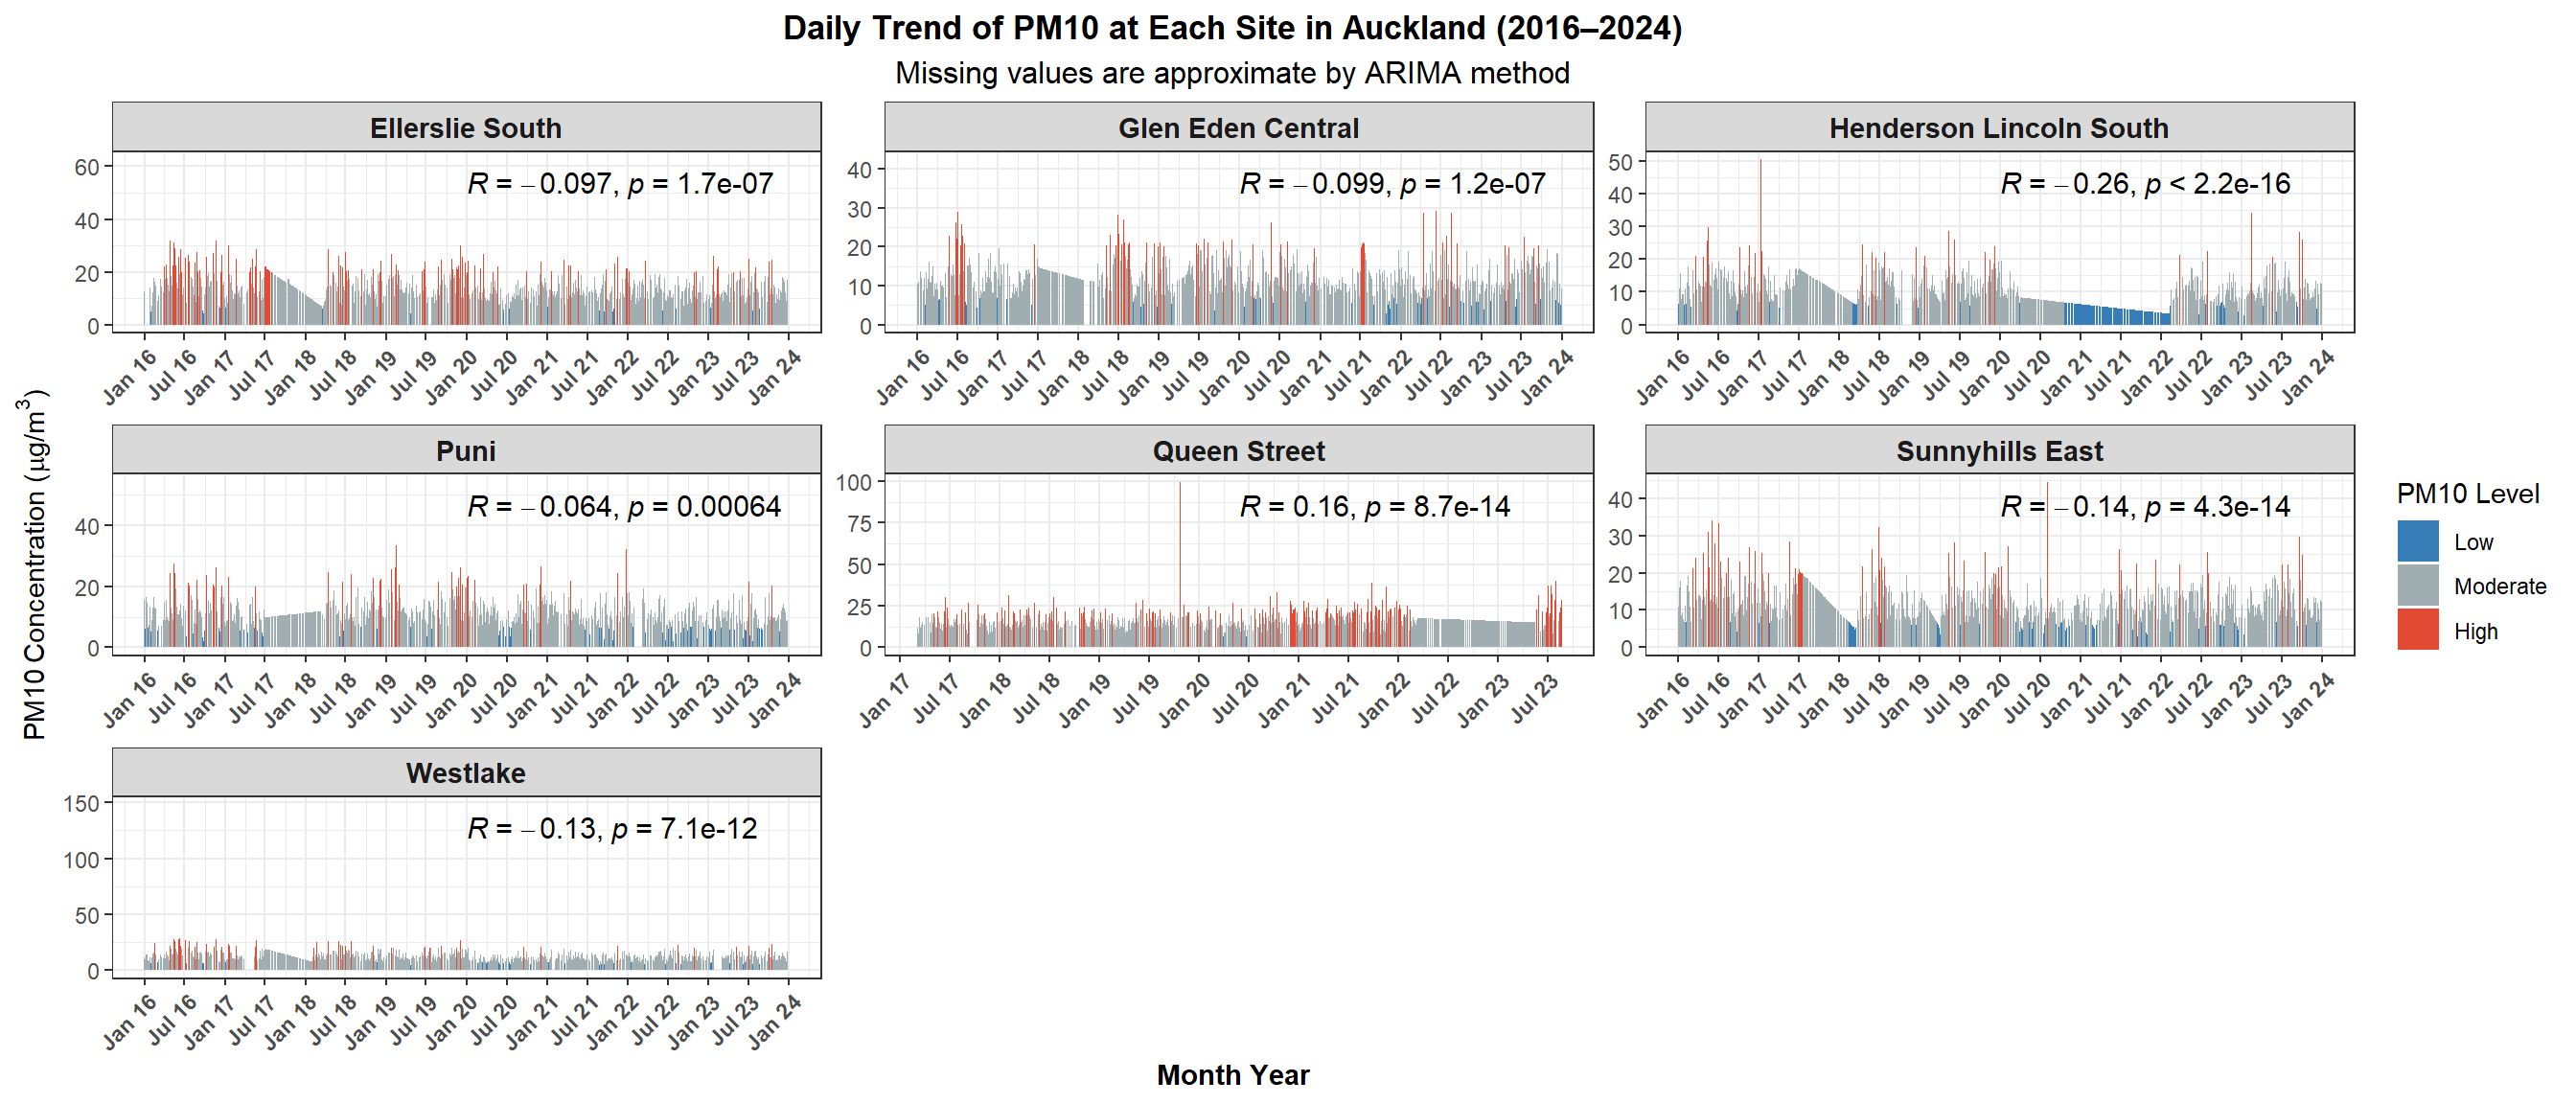 Daily Trend of PM10 at Each Site in Auckland (2016–2024)
Missing values are approximate by ARIMA method
PM10 Concentration (μg/m³)
Ellerslie South
R = −0.097, p = 1.7e-07
60
40
20
0
Jan 16 Jul 16 Jan 17 Jul 17 Jan 18 Jul 18 Jan 19 Jul 19 Jan 20 Jul 20 Jan 21 Jul 21 Jan 22 Jul 22 Jan 23 Jul 23 Jan 24
Glen Eden Central
R = −0.099, p = 1.2e-07
40
30
20
10
0
Jan 16 Jul 16 Jan 17 Jul 17 Jan 18 Jul 18 Jan 19 Jul 19 Jan 20 Jul 20 Jan 21 Jul 21 Jan 22 Jul 22 Jan 23 Jul 23 Jan 24
Henderson Lincoln South
R = −0.26, p < 2.2e-16
50
40
30
20
10
0
Jan 16 Jul 16 Jan 17 Jul 17 Jan 18 Jul 18 Jan 19 Jul 19 Jan 20 Jul 20 Jan 21 Jul 21 Jan 22 Jul 22 Jan 23 Jul 23 Jan 24
Puni
R = −0.064, p = 0.00064
40
20
0
Jan 16 Jul 16 Jan 17 Jul 17 Jan 18 Jul 18 Jan 19 Jul 19 Jan 20 Jul 20 Jan 21 Jul 21 Jan 22 Jul 22 Jan 23 Jul 23 Jan 24
Queen Street
R = 0.16, p = 8.7e-14
100
75
50
25
0
Jan 17 Jul 17 Jan 18 Jul 18 Jan 19 Jul 19 Jan 20 Jul 20 Jan 21 Jul 21 Jan 22 Jul 22 Jan 23 Jul 23
Sunnyhills East
R = −0.14, p = 4.3e-14
40
30
20
10
0
Jan 16 Jul 16 Jan 17 Jul 17 Jan 18 Jul 18 Jan 19 Jul 19 Jan 20 Jul 20 Jan 21 Jul 21 Jan 22 Jul 22 Jan 23 Jul 23 Jan 24
Westlake
R = −0.13, p = 7.1e-12
150
100
50
0
Jan 16 Jul 16 Jan 17 Jul 17 Jan 18 Jul 18 Jan 19 Jul 19 Jan 20 Jul 20 Jan 21 Jul 21 Jan 22 Jul 22 Jan 23 Jul 23 Jan 24
Month Year
PM10 Level
Low
Moderate
High